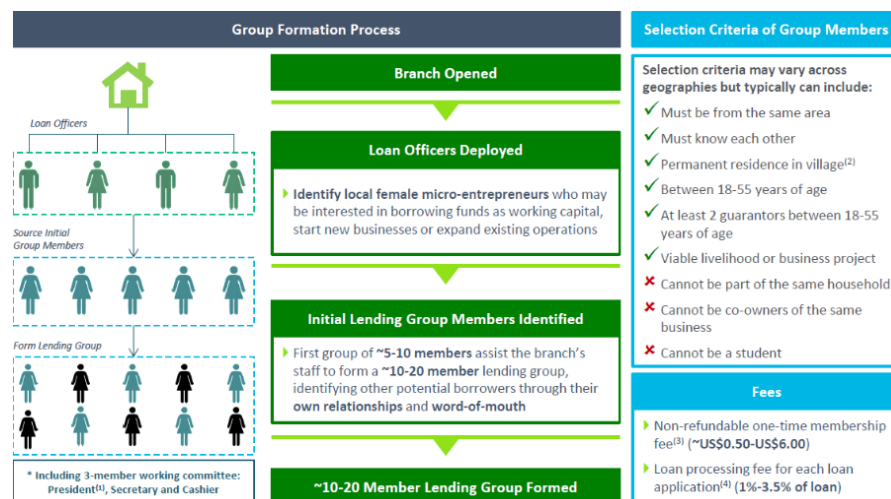 Group Formation Process
Loan Officers
Source Initial
Group Members
Form Lending Group
* Including 3-member working committee:
President(1), Secretary and Cashier
Branch Opened
Loan Officers Deployed
Identify local female micro-entrepreneurs who may
be interested in borrowing funds as working capital,
start new businesses or expand existing operations
Initial Lending Group Members Identified
First group of ~5-10 members assist the branch's
staff to form a ~10-20 member lending group,
identifying other potential borrowers through their
own relationships and word-of-mouth
~10-20 Member Lending Group Formed
Selection Criteria of Group Members
Selection criteria may vary across
geographies but typically can include:
Must be from the same area
Must know each other
Permanent residence in village(2)
Between 18-55 years of age
At least 2 guarantors between 18-55
years of age
Viable livelihood or business project
Cannot be part of the same household
Cannot be co-owners of the same
business
Cannot be a student
Fees
Non-refundable one-time membership
fee(3) (~US$0.50-US$6.00)
Loan processing fee for each loan
application(4) (1%-3.5% of loan)